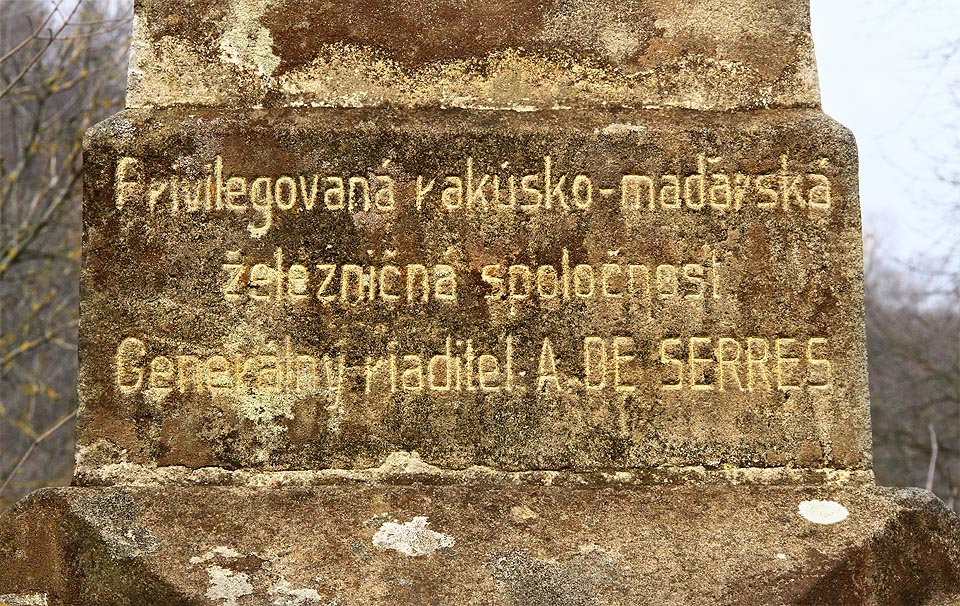 Privilegovaná rakúsko-maďarská
železničná spoločnosť
Generálny riaditeľ A. DE SERRES